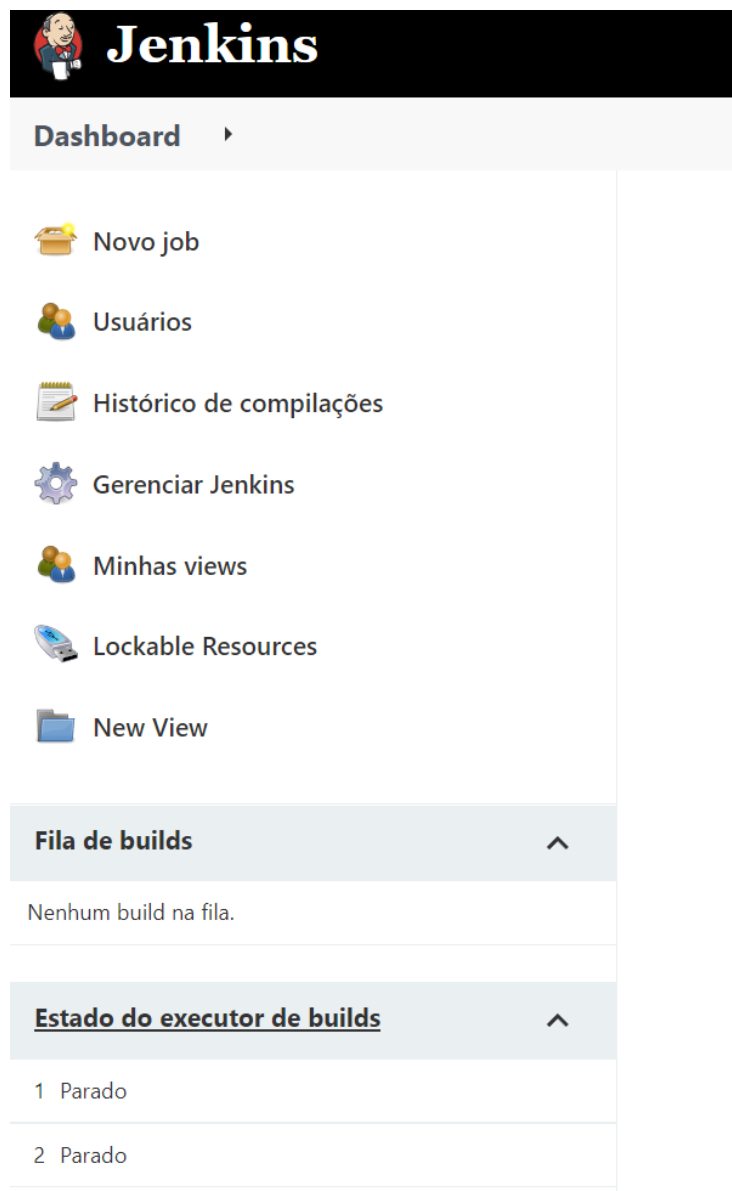 Jenkins
Dashboard
Novo job
Usuários
Histórico de compilações
Gerenciar Jenkins
Minhas views
Lockable Resources
New View
Fila de builds
Nenhum build na fila.
Estado do executor de builds
1 Parado
2 Parado